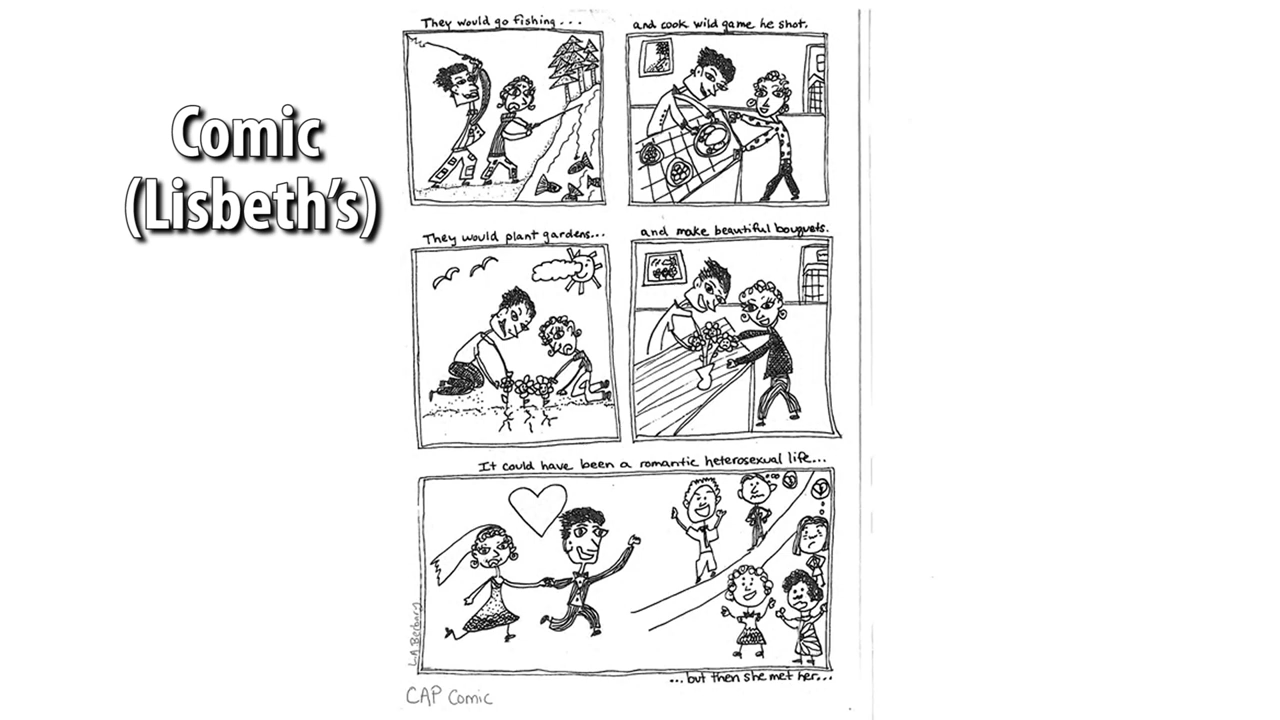 Comic
(Lisbeth's)
They would go fishing...
and cook wild game he shot.
They would plant gardens...
and make beautiful bouquets.
It could have been a romantic heterosexual life...
L.A Berbary
...but then she met her...
CAP Comic